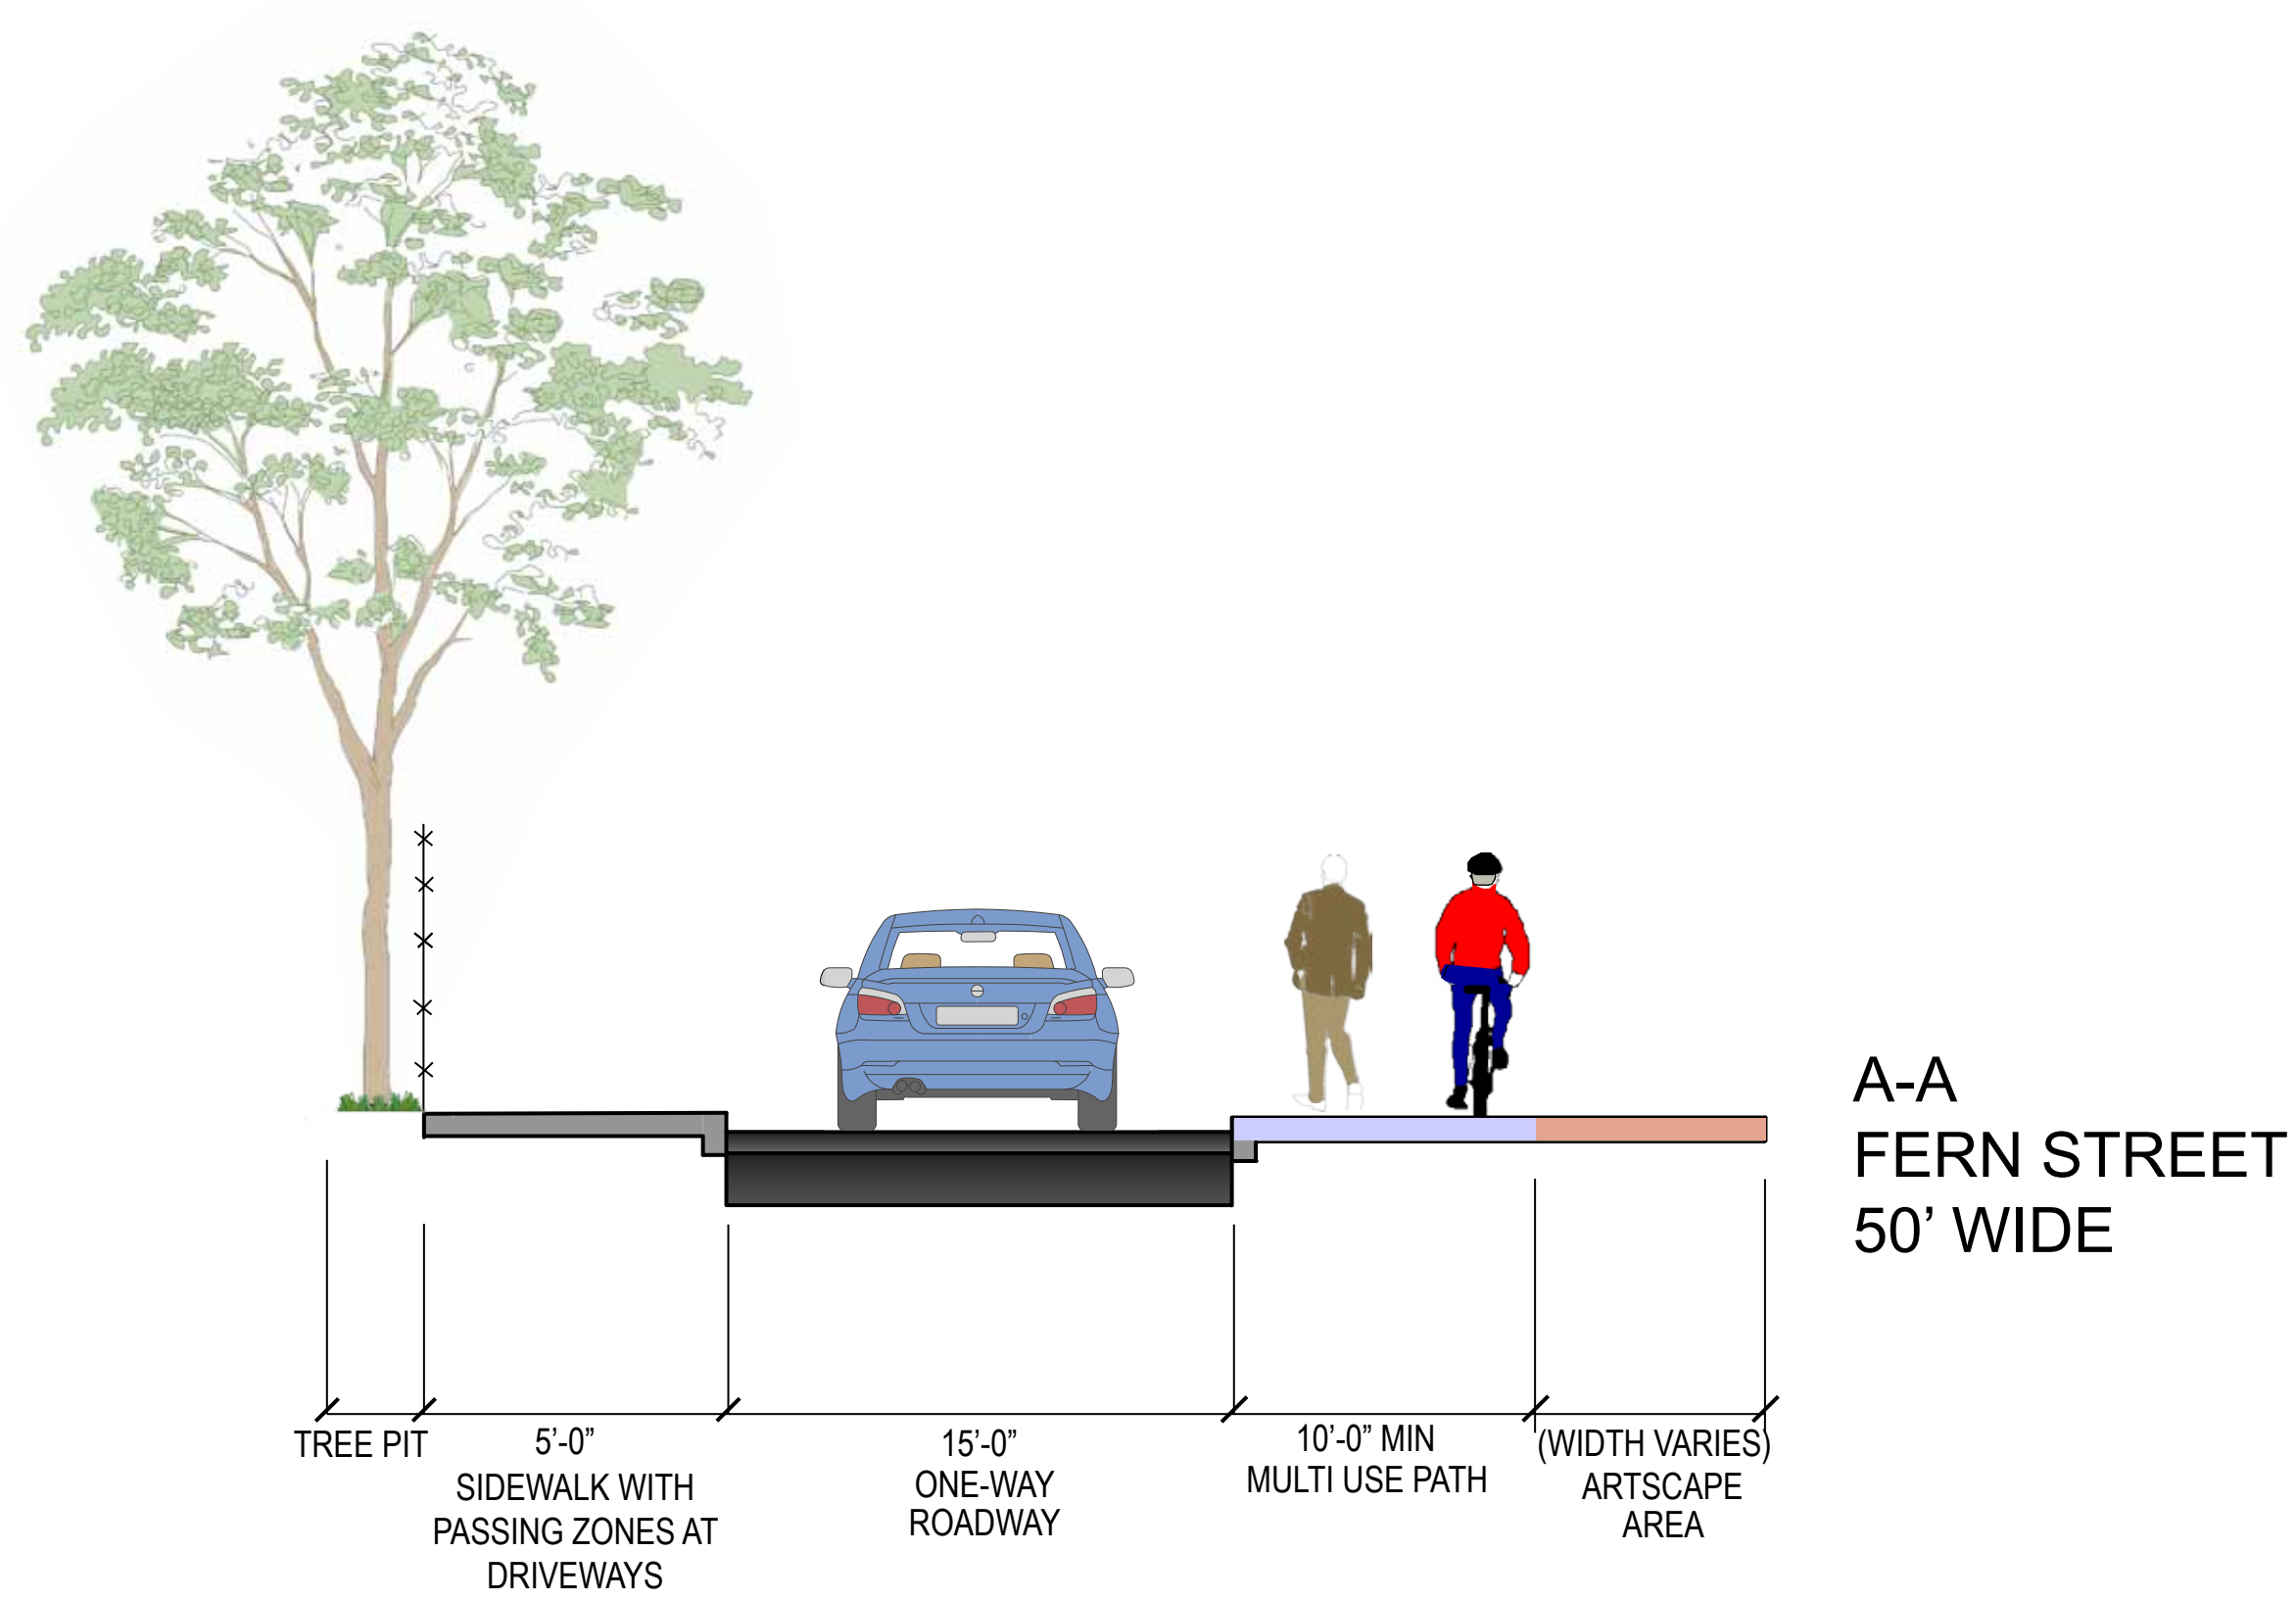 A-A
FERN STREET
50’ WIDE
TREE PIT
5’-0”
SIDEWALK WITH
PASSING ZONES AT
DRIVEWAYS
15’-0”
ONE-WAY
ROADWAY
10’-0” MIN
MULTI USE PATH
(WIDTH VARIES)
ARTSCAPE
AREA